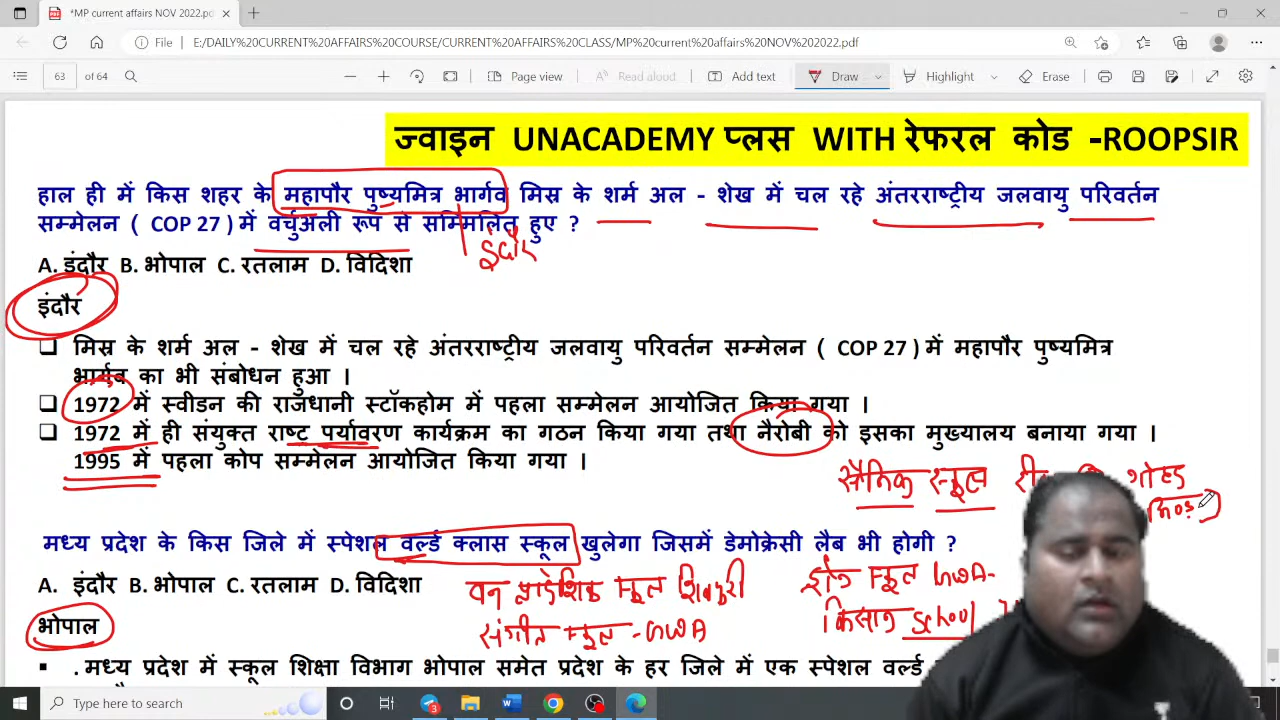 *MP current affairs NOV 2022.pd
File E:/DAILY%20CURRENT%20AFFAIRS%20COURSE/CURRENT%20AFFAIRS%20CLASS/MP%20current%20affairs%20NOV%202022.pdf
63 of 64 Page view Read aloud Add text Draw Highlight Erase
ज्वाइन UNACADEMY प्लस WITH रेफरल कोड -ROOPSIR
हाल ही में किस शहर के महापौर पुष्यमित्र भार्गव मिस्र के शर्म अल - शेख में चल रहे अंतरराष्ट्रीय जलवायु परिवर्तन
सम्मेलन ( COP 27 ) में वर्चुअली रूप से सम्मिलित हुए ?
इंदौर
A. इंदौर B. भोपाल C. रतलाम D. विदिशा
इंदौर
मिस्र के शर्म अल - शेख में चल रहे अंतरराष्ट्रीय जलवायु परिवर्तन सम्मेलन ( COP 27 ) में महापौर पुष्यमित्र
भार्गव का भी संबोधन हुआ ।
1972 में स्वीडन की राजधानी स्टॉकहोम में पहला सम्मेलन आयोजित किया गया ।
1972 में ही संयुक्त राष्ट पर्यावरण कार्यक्रम का गठन किया गया तथा नैरोबी को इसका मुख्यालय बनाया गया ।
1995 में पहला कोप सम्मेलन आयोजित किया गया ।
सैनिक स्कूल
मध्य प्रदेश के किस जिले में स्पेशल वर्ल्ड क्लास स्कूल खुलेगा जिसमें डेमोक्रेसी लैब भी होगी ?
A. इंदौर B. भोपाल C. रतलाम D. विदिशा
किसान School
संगीत स्कूल - GWA
भोपाल
. मध्य प्रदेश में स्कूल शिक्षा विभाग भोपाल समेत प्रदेश के हर जिले में एक स्पेशल वर्ल्ड
Type here to search